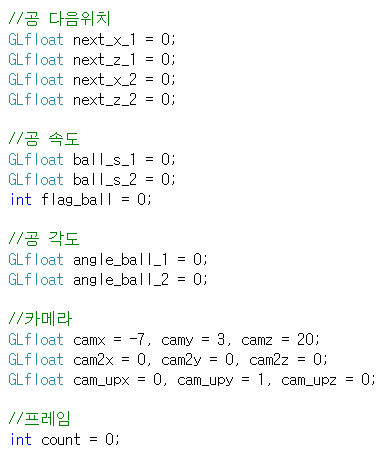 //공 다음위치
GLfloat next_x_1 = 0;
GLfloat next_z_1 = 0;
GLfloat next_x_2 = 0;
GLfloat next_z_2 = 0;
//공 속도
GLfloat ball_s_1 = 0;
GLfloat ball_s_2 = 0;
int flag_ball = 0;
//공 각도
GLfloat angle_ball_1 = 0;
GLfloat angle_ball_2 = 0;
//카메라
GLfloat camx = -7, camy = 3, camz = 20;
GLfloat cam2x = 0, cam2y = 0, cam2z = 0;
GLfloat cam_upx = 0, cam_upy = 1, cam_upz = 0;
//프레임
int count = 0;